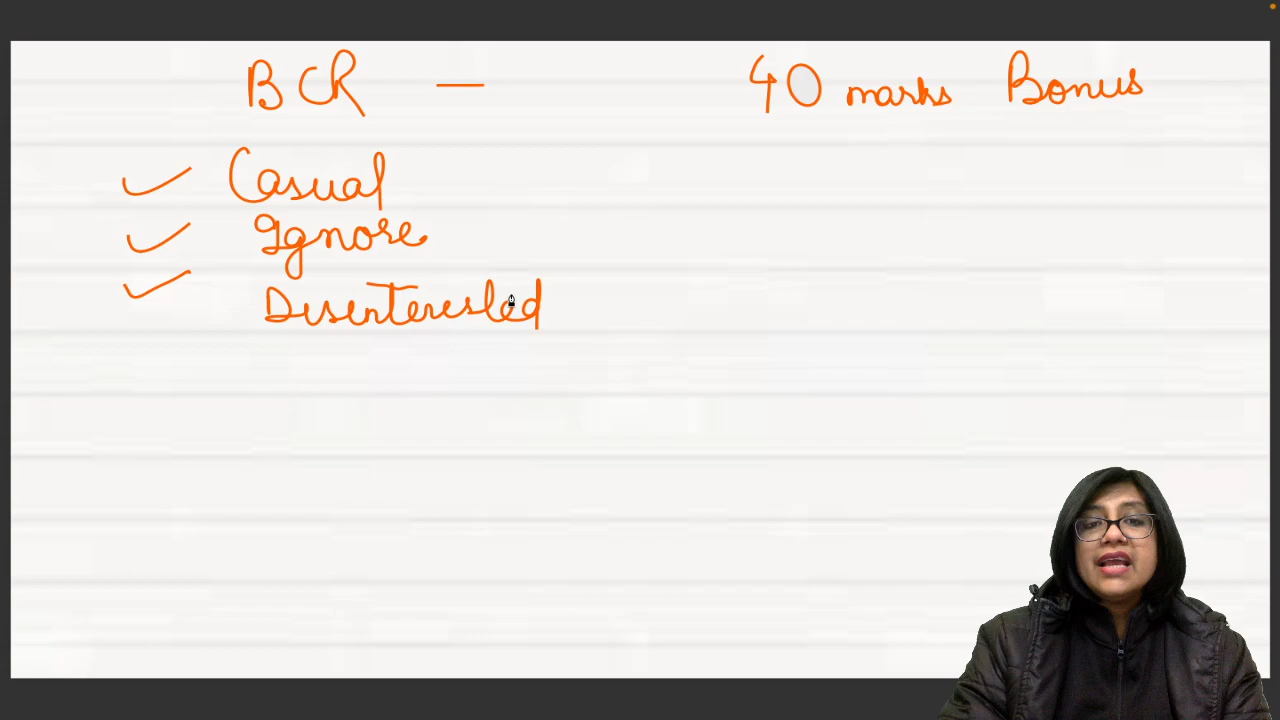 BCR — 40 marks Bonus
✓ Casual
✓ Ignore
✓ Disinterested